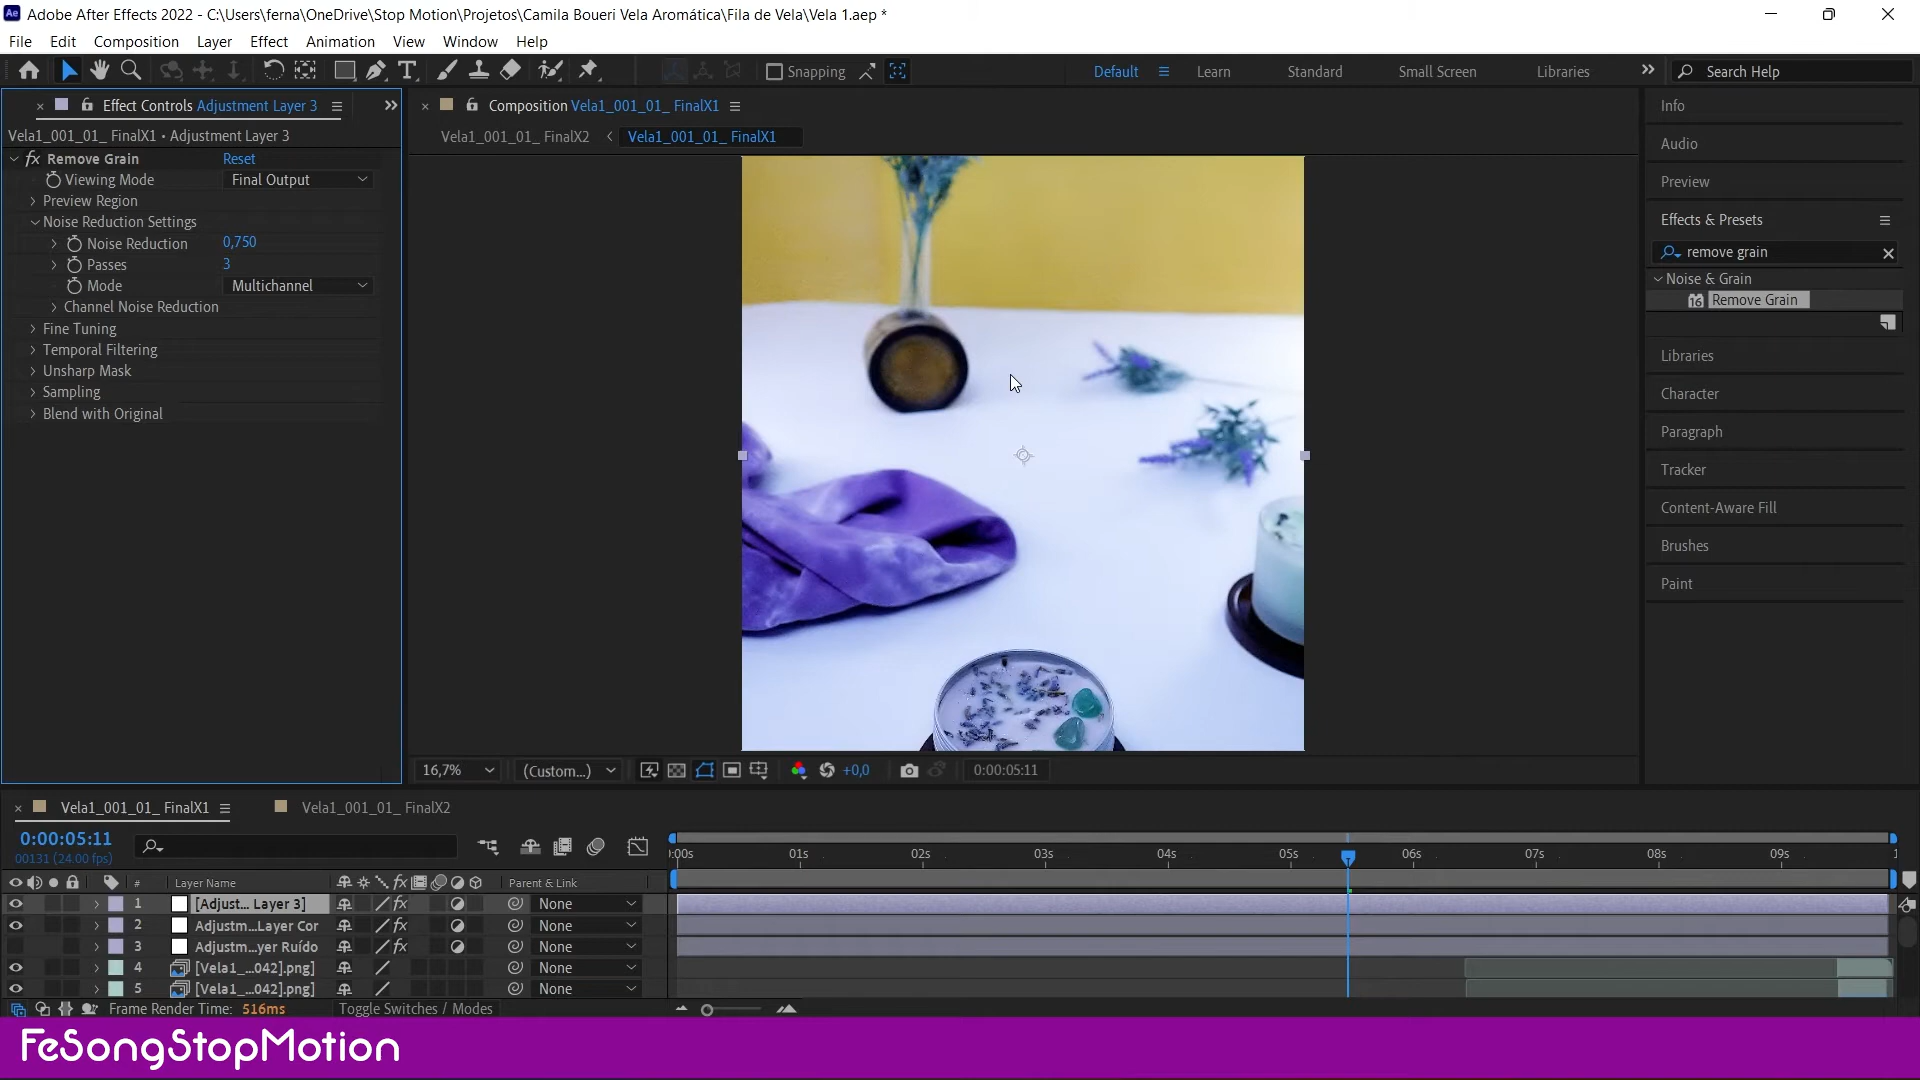 Adobe After Effects 2022 - C:\Users\ferna\OneDrive\Stop Motion\Projetos\Camila Boueri Vela Aromática\Fila de Vela\Vela 1.aep *
File Edit Composition Layer Effect Animation View Window Help
Snapping
Default Learn Standard Small Screen Libraries Search Help
Effect Controls Adjustment Layer 3
Vela1_001_01_ FinalX1 • Adjustment Layer 3
fx Remove Grain Reset
Viewing Mode Final Output
Preview Region
Noise Reduction Settings
Noise Reduction 0,750
Passes 3
Mode Multichannel
Channel Noise Reduction
Fine Tuning
Temporal Filtering
Unsharp Mask
Sampling
Blend with Original
Composition Vela1_001_01_ FinalX1
Vela1_001_01_ FinalX2 Vela1_001_01_ FinalX1
16,7% (Custom...) +0,0 0:00:05:11
Info
Audio
Preview
Effects & Presets
remove grain
Noise & Grain
16 Remove Grain
Libraries
Character
Paragraph
Tracker
Content-Aware Fill
Brushes
Paint
Vela1_001_01_ FinalX1 Vela1_001_01_ FinalX2
0:00:05:11
00131 (24.00 fps)
:00s 01s 02s 03s 04s 05s 06s 07s 08s 09s 1
# Layer Name fx Parent & Link
1 [Adjust... Layer 3] fx None
2 Adjustm...Layer Cor fx None
3 Adjustm...yer Ruído fx None
4 [Vela1_...042].png] None
5 [Vela1_...042].png] None
Frame Render Time: 516ms Toggle Switches / Modes
FeSongStopMotion